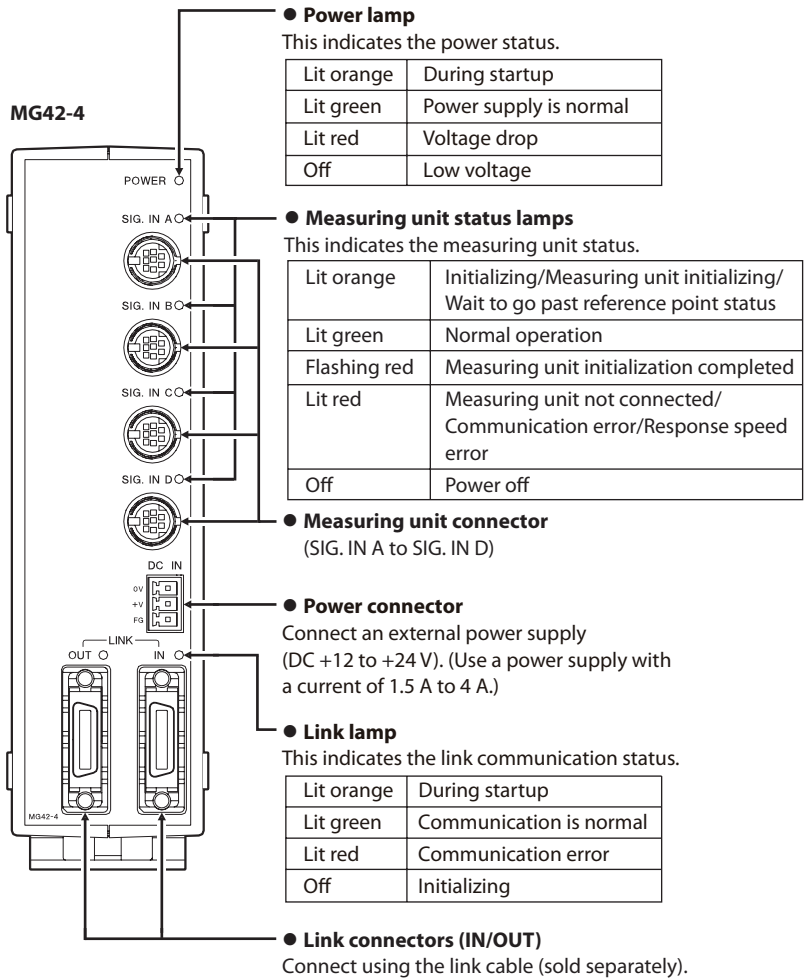 ● Power lamp
This indicates the power status.
Lit orange During startup
Lit green Power supply is normal
Lit red Voltage drop
Off Low voltage
MG42-4
POWER
SIG. IN A
SIG. IN B
SIG. IN C
SIG. IN D
DC IN
0V
+V
FG
LINK
OUT IN
MG42-4
● Measuring unit status lamps
This indicates the measuring unit status.
Lit orange Initializing/Measuring unit initializing/
Wait to go past reference point status
Lit green Normal operation
Flashing red Measuring unit initialization completed
Lit red Measuring unit not connected/
Communication error/Response speed
error
Off Power off
● Measuring unit connector
(SIG. IN A to SIG. IN D)
● Power connector
Connect an external power supply
(DC +12 to +24 V). (Use a power supply with
a current of 1.5 A to 4 A.)
● Link lamp
This indicates the link communication status.
Lit orange During startup
Lit green Communication is normal
Lit red Communication error
Off Initializing
● Link connectors (IN/OUT)
Connect using the link cable (sold separately).